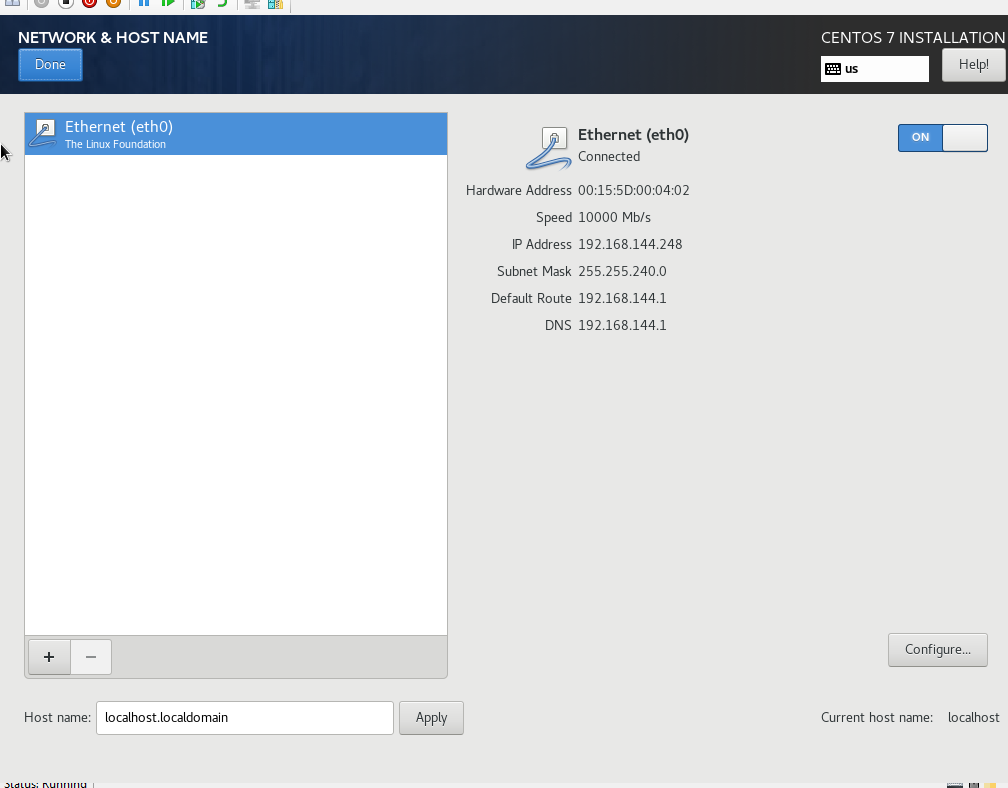 NETWORK & HOST NAME
CENTOS 7 INSTALLATION
Done
us
Help!
Ethernet (eth0)
The Linux Foundation
Ethernet (eth0)
Connected
ON
Hardware Address 00:15:5D:00:04:02
Speed 10000 Mb/s
IP Address 192.168.144.248
Subnet Mask 255.255.240.0
Default Route 192.168.144.1
DNS 192.168.144.1
+ −
Configure...
Host name: localhost.localdomain Apply
Current host name: localhost
Status: Running